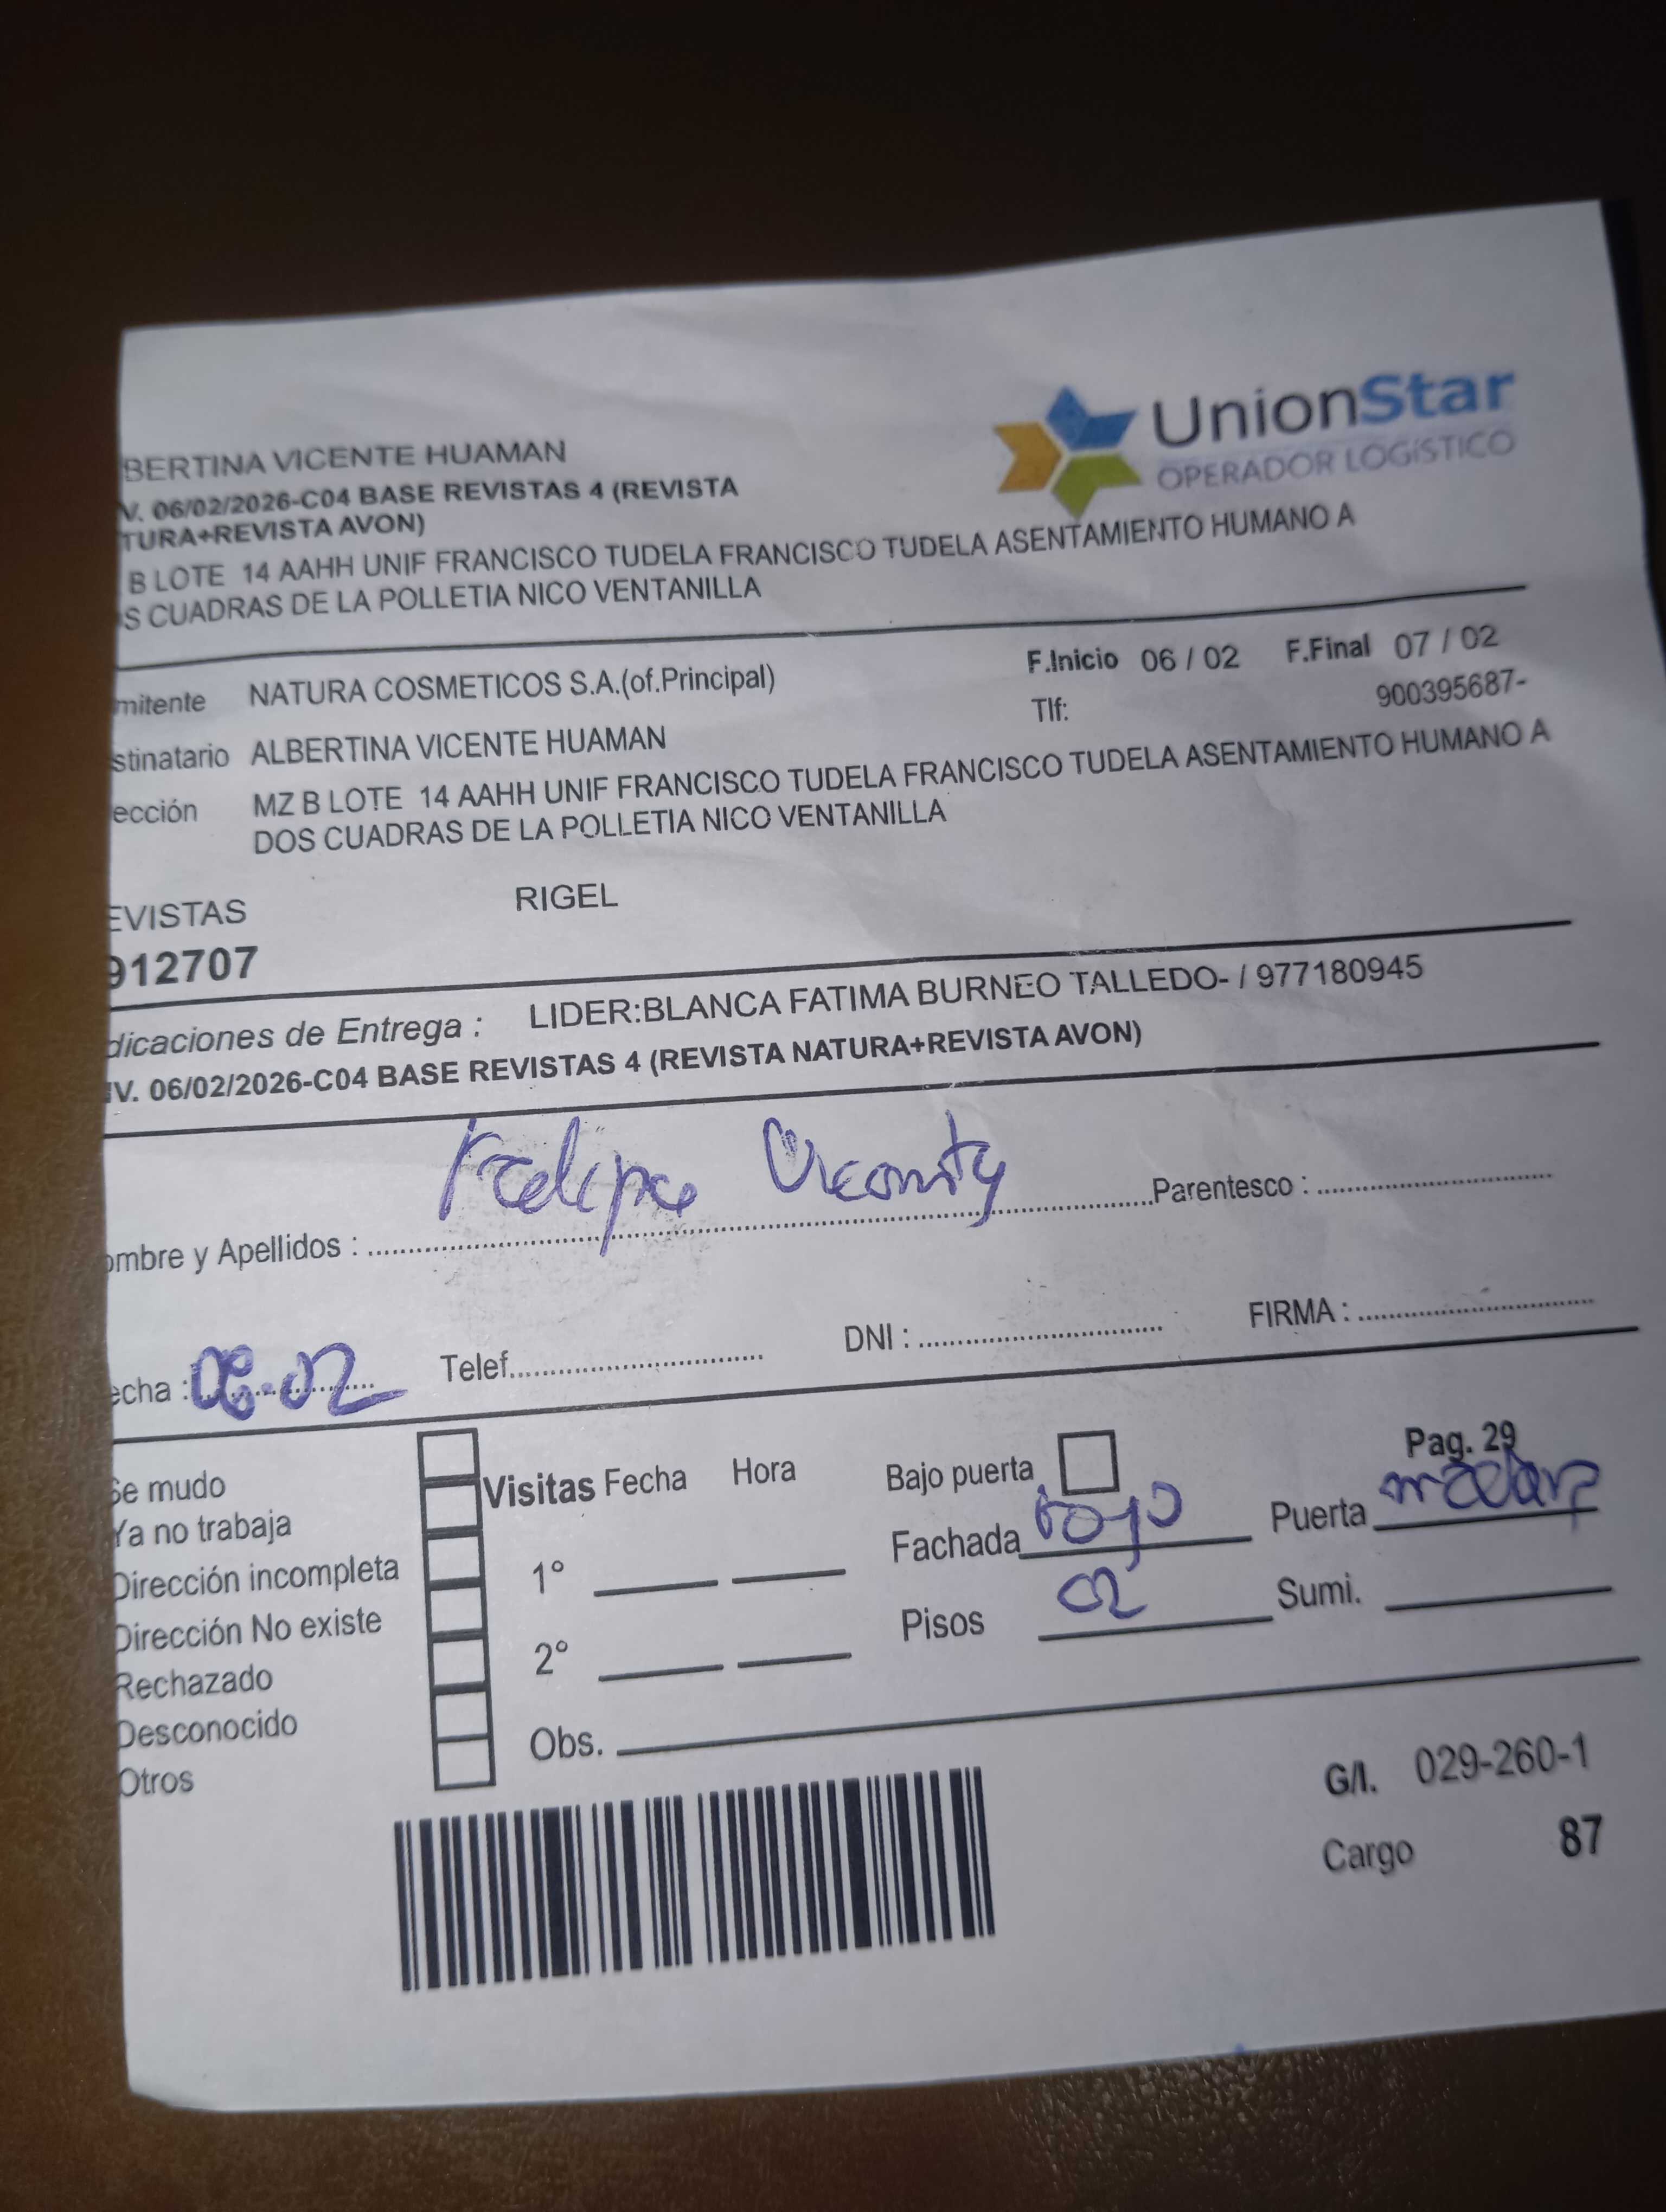 BERTINA VICENTE HUAMAN
V. 06/02/2026-C04 BASE REVISTAS 4 (REVISTA
TURA+REVISTA AVON)
B LOTE 14 AAHH UNIF FRANCISCO TUDELA FRANCISCO TUDELA ASENTAMIENTO HUMANO A
S CUADRAS DE LA POLLETIA NICO VENTANILLA
UnionStar
OPERADOR LOGÍSTICO
mitente NATURA COSMETICOS S.A.(of.Principal) F.Inicio 06 / 02 F.Final 07 / 02
stinatario ALBERTINA VICENTE HUAMAN Tlf: 900395687-
ección MZ B LOTE 14 AAHH UNIF FRANCISCO TUDELA FRANCISCO TUDELA ASENTAMIENTO HUMANO A
DOS CUADRAS DE LA POLLETIA NICO VENTANILLA
EVISTAS RIGEL
912707
dicaciones de Entrega : LIDER:BLANCA FATIMA BURNEO TALLEDO- / 977180945
IV. 06/02/2026-C04 BASE REVISTAS 4 (REVISTA NATURA+REVISTA AVON)
ombre y Apellidos : Parentesco :
echa : 06-02 Telef. DNI : FIRMA :
Se mudo
Ya no trabaja
Dirección incompleta
Dirección No existe
Rechazado
Desconocido
Otros
Visitas Fecha Hora
1°
2°
Obs.
Bajo puerta Pag. 29
Fachada rojo Puerta
Pisos 02 Sumi.
G/I. 029-260-1
Cargo 87